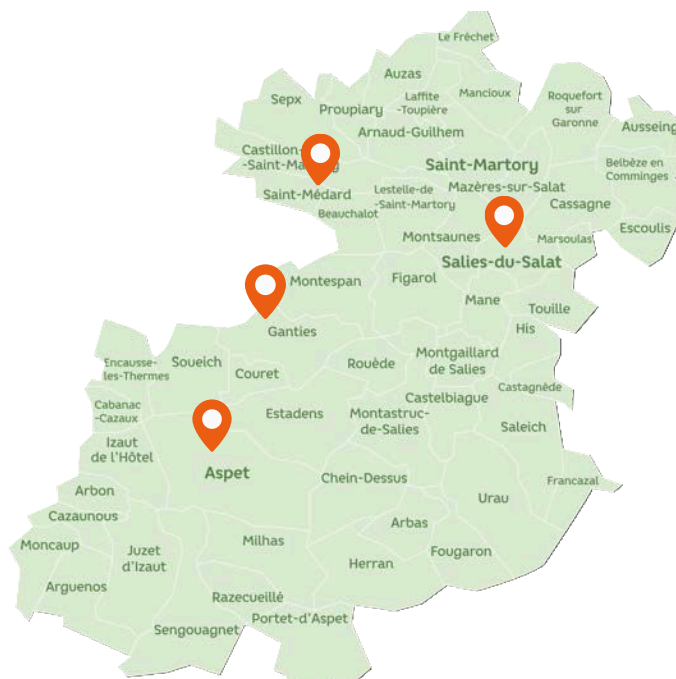 Le Fréchet
Auzas
Sepx
Proupiary
Laffite
-Toupière
Mancioux
Roquefort
sur
Garonne
Arnaud-Guilhem
Ausseing
Castillon-
-Saint-Ma
Saint-Martory
Belbèze en
Comminges
Saint-Médard
Lestelle-de
-Saint-Martory
Mazères-sur-Salat
Cassagne
Beauchalot
Escoulis
Montsaunes
Marsoulas
Salies-du-Salat
Montespan
Figarol
Mane
Touille
Ganties
His
Encausse-
les-Thermes
Soueich
Couret
Rouède
Montgaillard
de Salies
Castagnède
Cabanac
-Cazaux
Estadens
Castelbiague
Montastruc-
de-Salies
Saleich
Izaut
de l'Hôtel
Aspet
Chein-Dessus
Francazal
Arbon
Urau
Cazaunous
Arbas
Moncaup
Juzet
d'Izaut
Milhas
Fougaron
Herran
Arguenos
Razecueillé
Portet-d'Aspet
Sengouagnet